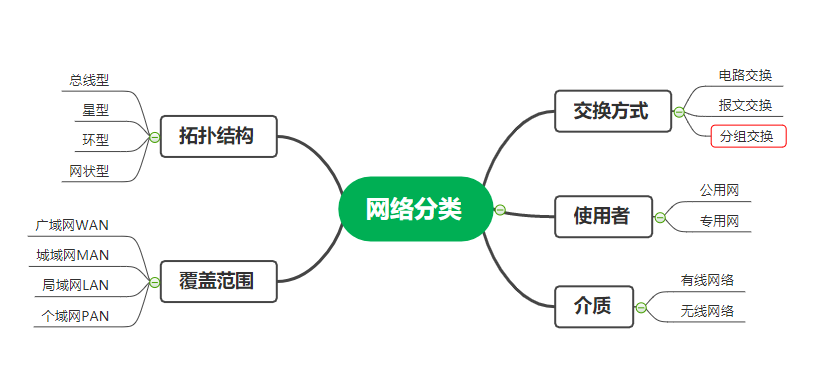 网络分类
拓扑结构
总线型
星型
环型
网状型
覆盖范围
广域网WAN
城域网MAN
局域网LAN
个域网PAN
交换方式
电路交换
报文交换
分组交换
使用者
公用网
专用网
介质
有线网络
无线网络